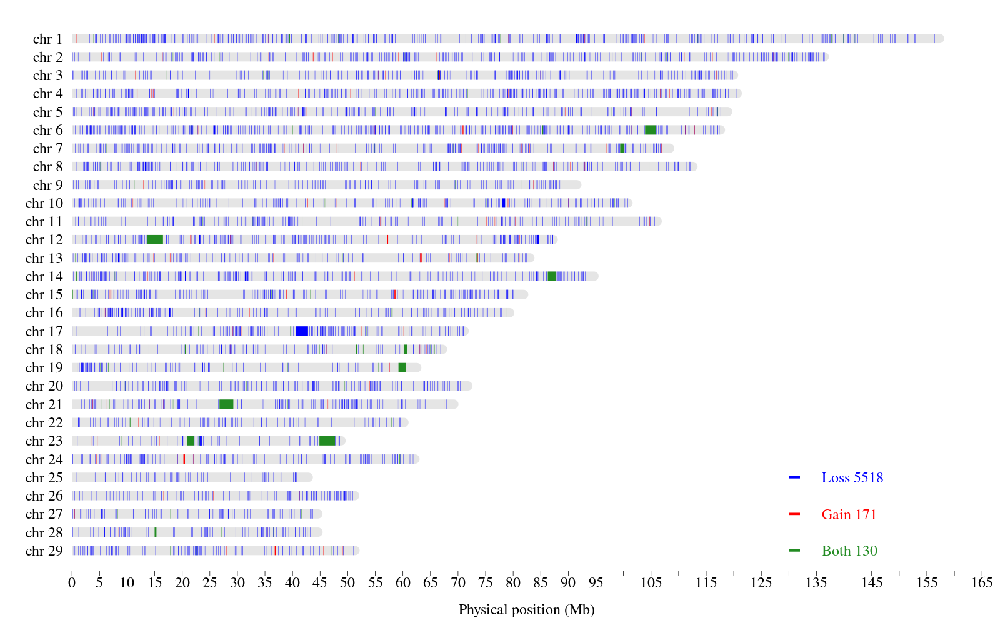 chr 1
chr 2
chr 3
chr 4
chr 5
chr 6
chr 7
chr 8
chr 9
chr 10
chr 11
chr 12
chr 13
chr 14
chr 15
chr 16
chr 17
chr 18
chr 19
chr 20
chr 21
chr 22
chr 23
chr 24
chr 25
chr 26
chr 27
chr 28
chr 29
Loss 5518
Gain 171
Both 130
0 5 10 15 20 25 30 35 40 45 50 55 60 65 70 75 80 85 90 95 105 115 125 135 145 155 165
Physical position (Mb)